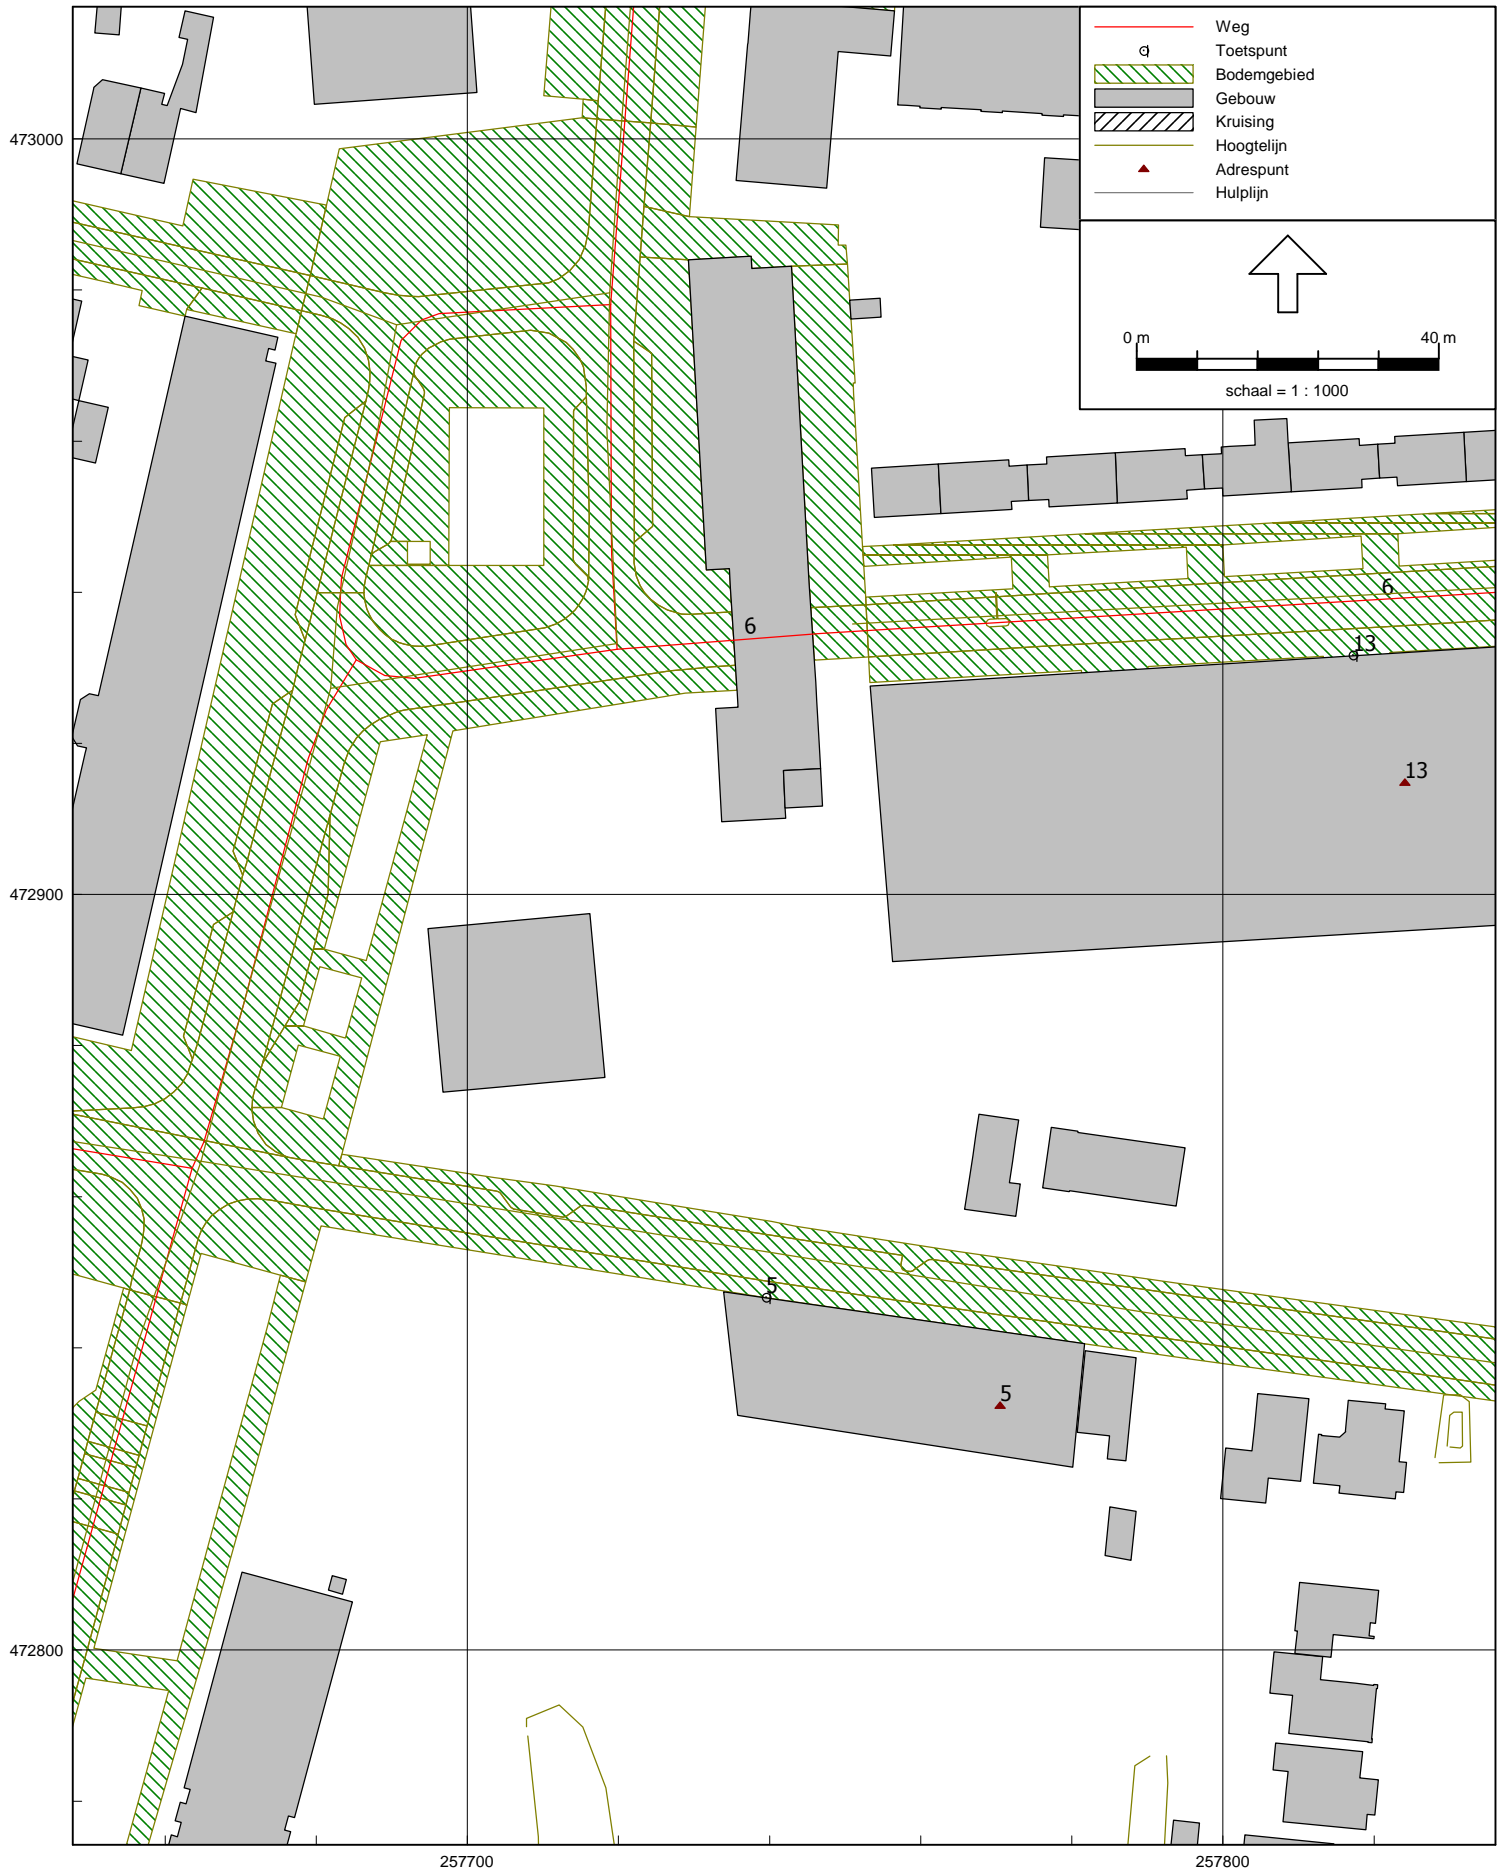 Weg
Toetspunt
Bodemgebied
Gebouw
Kruising
Hoogtelijn
Adrespunt
Hulplijn
473000
0 m 40 m
schaal = 1 : 1000
6
6
13
13
472900
5
5
472800
257700 257800